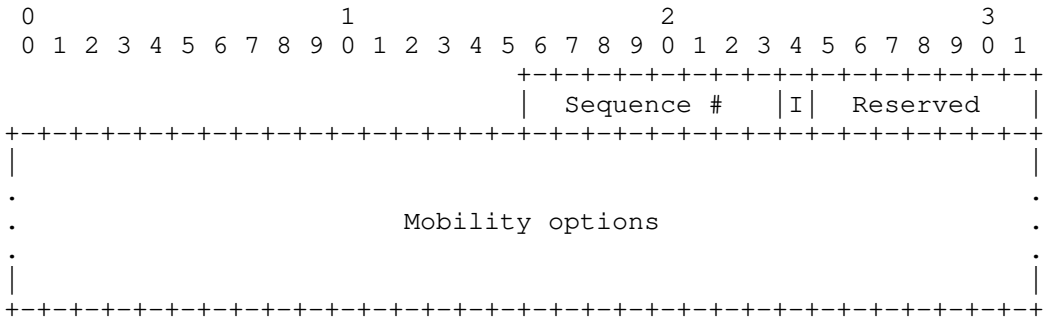 0                   1                   2                   3
 0 1 2 3 4 5 6 7 8 9 0 1 2 3 4 5 6 7 8 9 0 1 2 3 4 5 6 7 8 9 0 1
                                +-+-+-+-+-+-+-+-+-+-+-+-+-+-+-+-+
                                |  Sequence #   |I|  Reserved   |
+-+-+-+-+-+-+-+-+-+-+-+-+-+-+-+-+-+-+-+-+-+-+-+-+-+-+-+-+-+-+-+-+
|                                                               |
.                                                               .
.                        Mobility options                       .
.                                                               .
|                                                               |
+-+-+-+-+-+-+-+-+-+-+-+-+-+-+-+-+-+-+-+-+-+-+-+-+-+-+-+-+-+-+-+-+